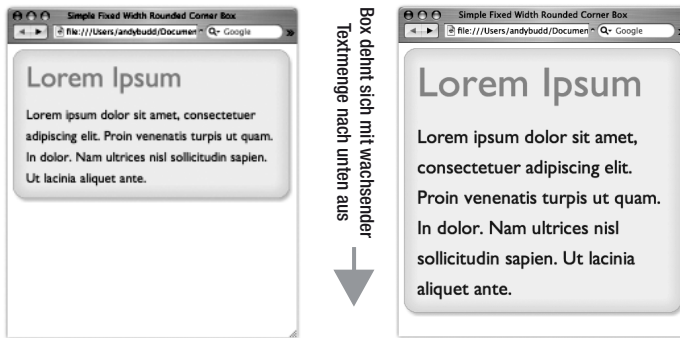 Simple Fixed Width Rounded Corner Box
file:///Users/andybudd/Documen
Google
Lorem Ipsum
Lorem ipsum dolor sit amet, consectetuer
adipiscing elit. Proin venenatis turpis ut quam.
In dolor. Nam ultrices nisl sollicitudin sapien.
Ut lacinia aliquet ante.
Box dehnt sich mit wachsender
Textmenge nach unten aus
Simple Fixed Width Rounded Corner Box
file:///Users/andybudd/Documen
Google
Lorem Ipsum
Lorem ipsum dolor sit amet,
consectetuer adipiscing elit.
Proin venenatis turpis ut quam.
In dolor. Nam ultrices nisl
sollicitudin sapien. Ut lacinia
aliquet ante.